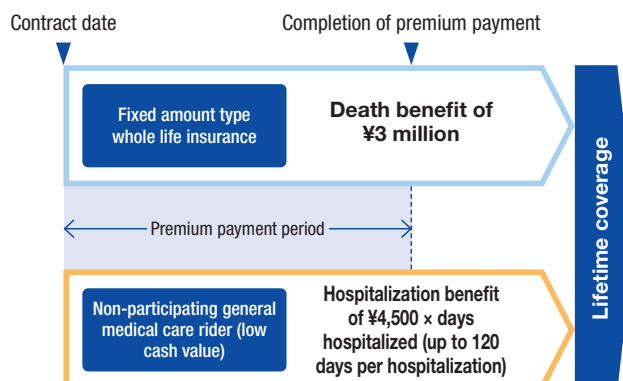 Contract date
Completion of premium payment
Fixed amount type
whole life insurance
Death benefit of
¥3 million
Premium payment period
Non-participating general
medical care rider (low
cash value)
Hospitalization benefit
of ¥4,500 × days
hospitalized (up to 120
days per hospitalization)
Lifetime coverage